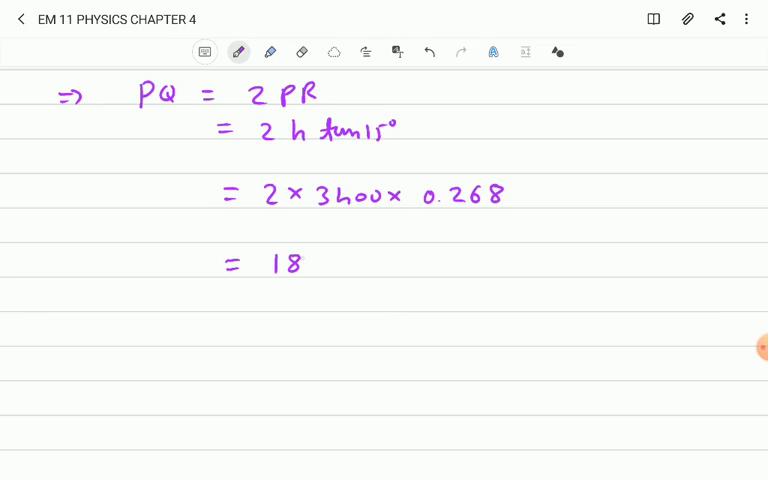 EM 11 PHYSICS CHAPTER 4
⇒ PQ = 2 PR
= 2 h tan15°
= 2 × 3400 × 0.268
= 18